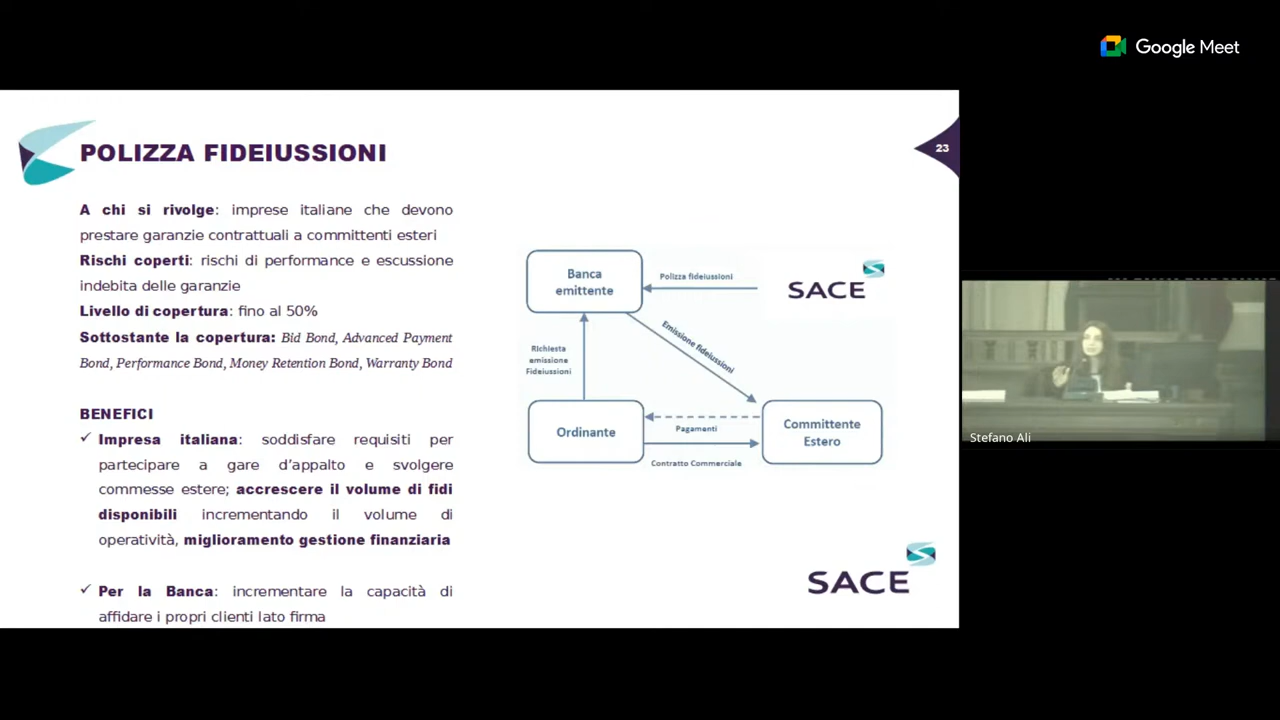 Google Meet
POLIZZA FIDEIUSSIONI
23
A chi si rivolge: imprese italiane che devono
prestare garanzie contrattuali a committenti esteri
Rischi coperti: rischi di performance e escussione
indebita delle garanzie
Livello di copertura: fino al 50%
Sottostante la copertura: Bid Bond, Advanced Payment
Bond, Performance Bond, Money Retention Bond, Warranty Bond
BENEFICI
✓ Impresa italiana: soddisfare requisiti per
partecipare a gare d’appalto e svolgere
commesse estere; accrescere il volume di fidi
disponibili incrementando il volume di
operatività, miglioramento gestione finanziaria
✓ Per la Banca: incrementare la capacità di
affidare i propri clienti lato firma
Banca
emittente
Polizza fideiussioni
SACE
Emissione fideiussioni
Richiesta
emissione
Fideiussioni
Ordinante
Pagamenti
Contratto Commerciale
Committente
Estero
SACE
Stefano Ali